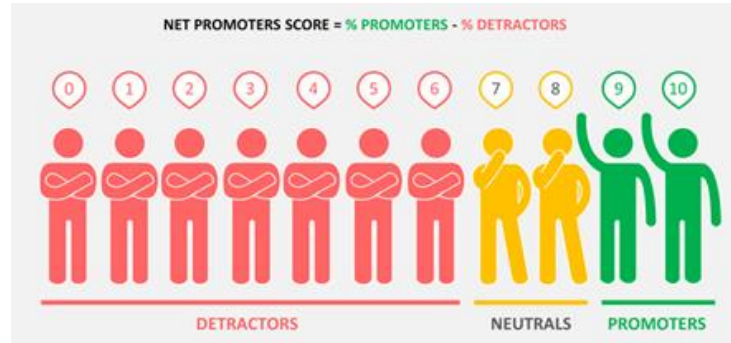 NET PROMOTERS SCORE = % PROMOTERS - % DETRACTORS
0 1 2 3 4 5 6 7 8 9 10
DETRACTORS NEUTRALS PROMOTERS